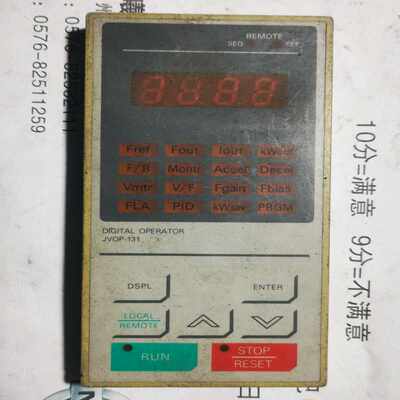 REMOTE
SEQ REF
Fref Fout Iout kWout
F/R Montr Accel Decel
Vmtr V/F Fgain Fbias
FLA PID kWsav PRGM
DIGITAL OPERATOR
JVOP-131
DSPL
ENTER
LOCAL
REMOTE
RUN
STOP
RESET
: 0576-82511259
10分=满意 9分=不满意